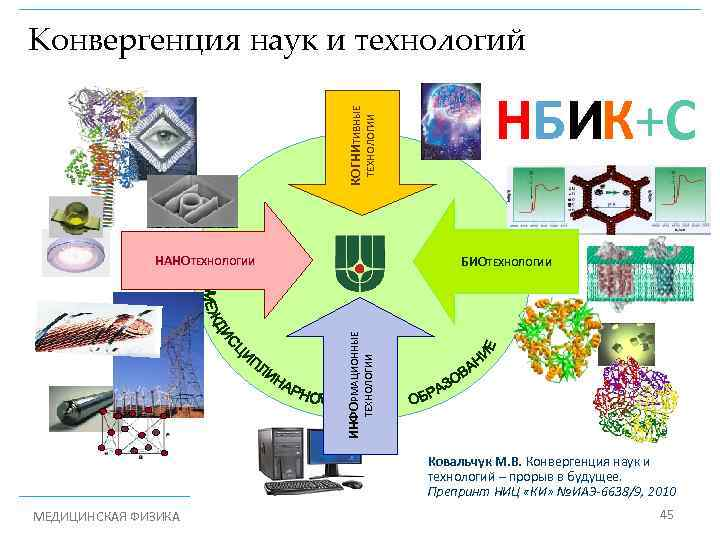 Конвергенция наук и технологий
КОГНИТИВНЫЕ
ТЕХНОЛОГИИ
НБИК+С
НАНОТЕХНОЛОГИИ
БИОТЕХНОЛОГИИ
МЕЖДИСЦИПЛИНАРНО
ОБРАЗОВАНИЕ
ИНФОРМАЦИОННЫЕ
ТЕХНОЛОГИИ
Ковальчук М.В. Конвергенция наук и
технологий – прорыв в будущее.
Препринт НИЦ «КИ» №ИАЭ-6638/9, 2010
МЕДИЦИНСКАЯ ФИЗИКА
45